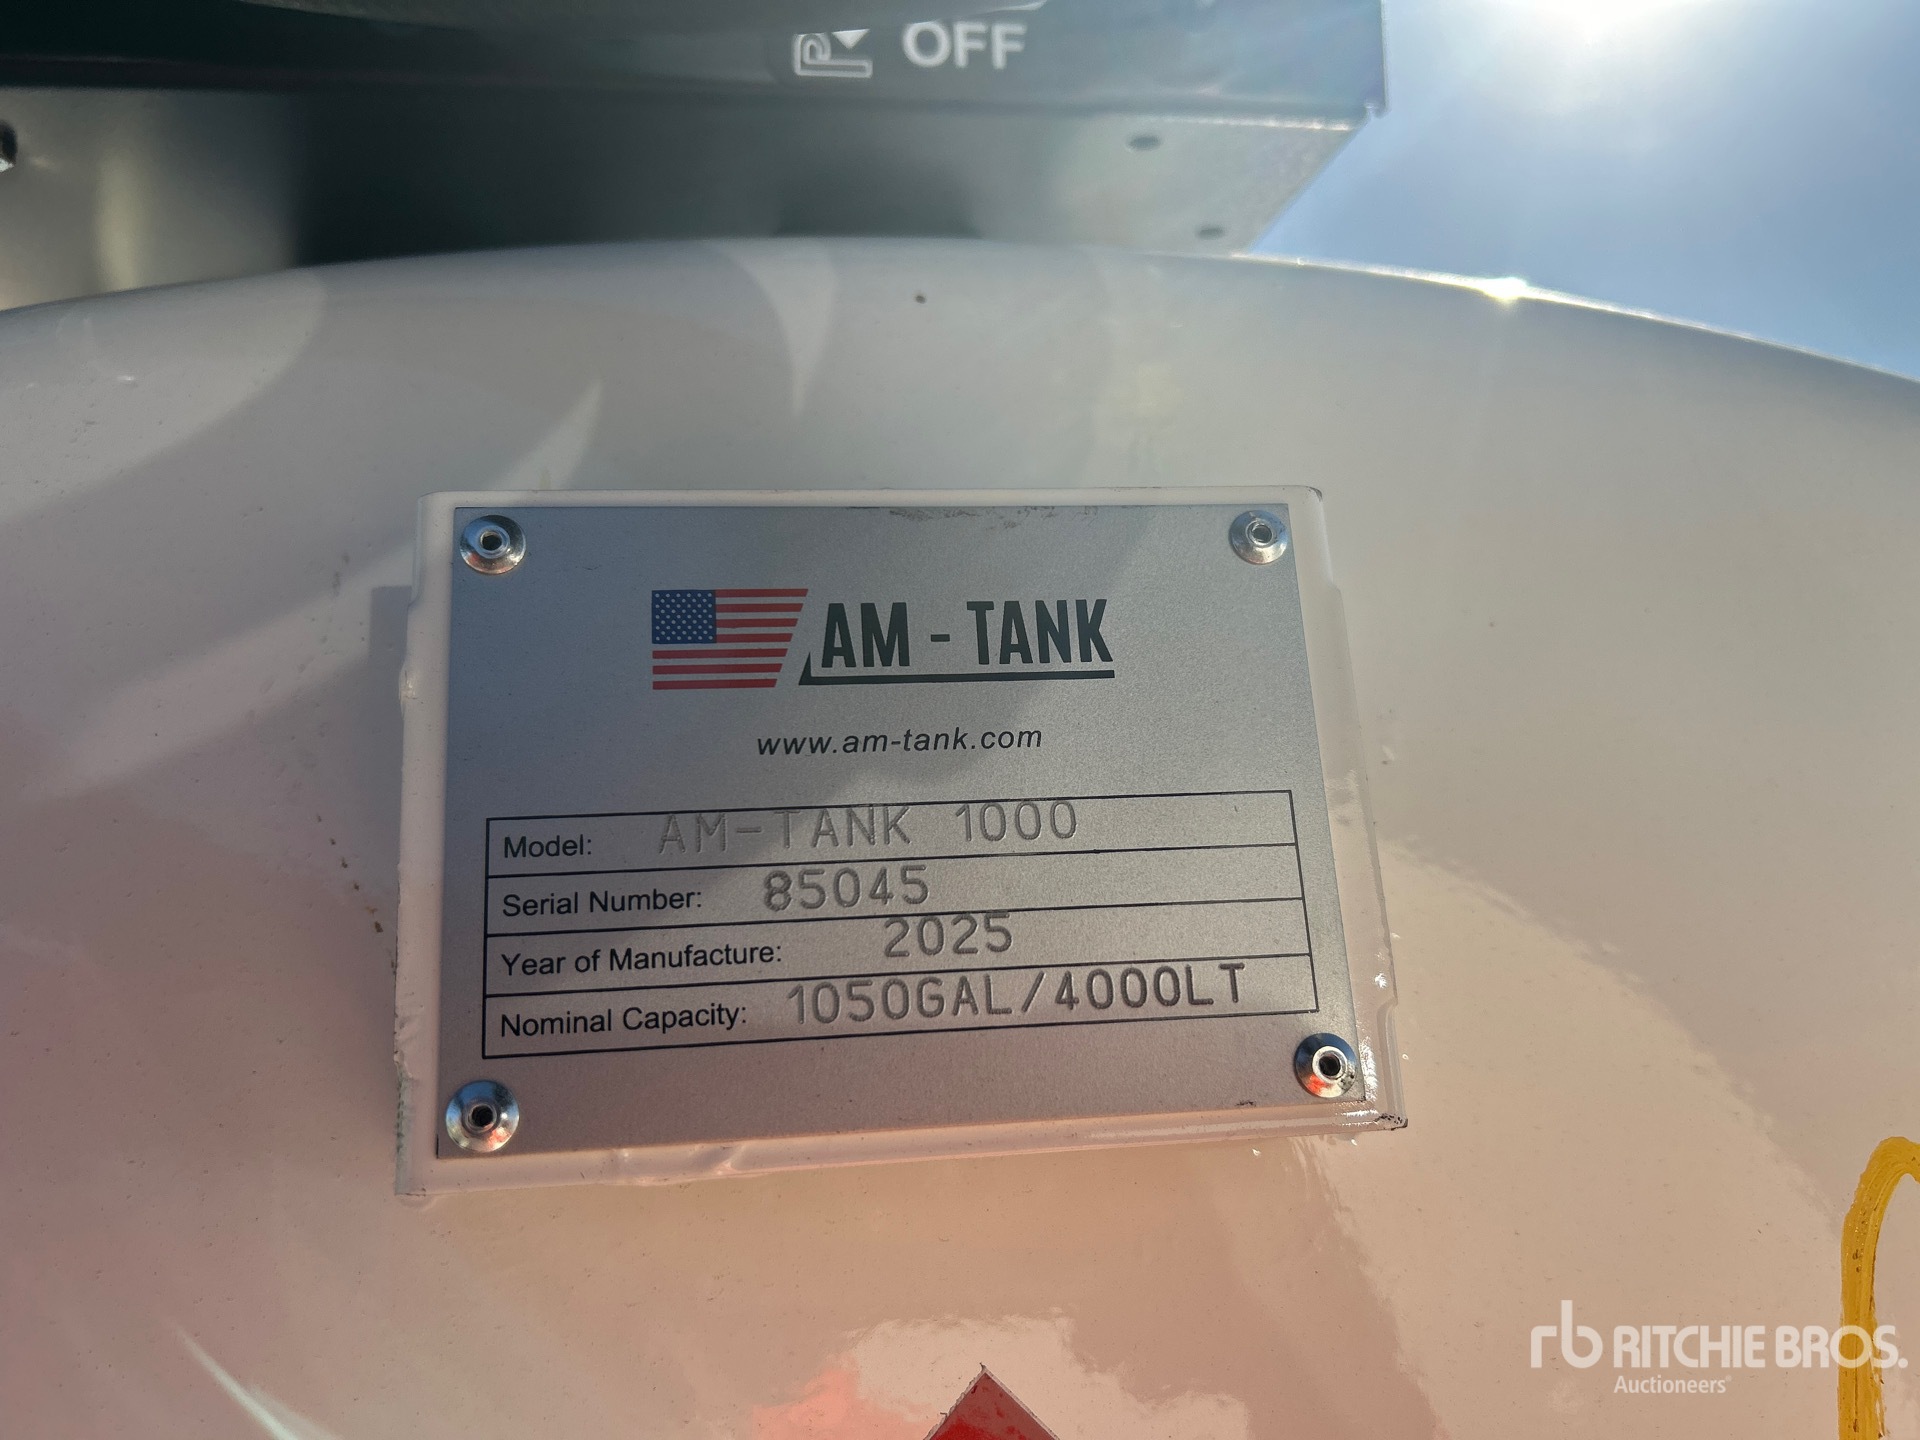 OFF
AM - TANK
www.am-tank.com
Model: AM-TANK 1000
Serial Number: 85045
Year of Manufacture: 2025
Nominal Capacity: 1050GAL/4000LT
rb RITCHIE BROS.
Auctioneers